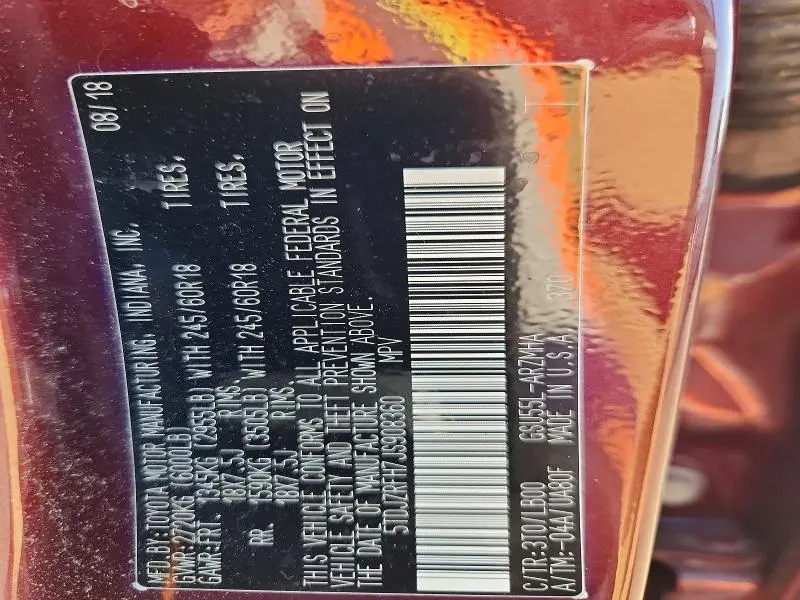 MFD.BY:TOYOTA MOTOR MANUFACTURING, INDIANA, INC. 08/18
GVWR:2720KG (6000LB)
GAWR:FRT. 1345KG (2965LB) WITH 245/60R18 TIRES,
18X7.5J RIMS.
RR. 1590KG (3505LB) WITH 245/60R18 TIRES,
18X7.5J RIMS.
THIS VEHICLE CONFORMS TO ALL APPLICABLE FEDERAL MOTOR
VEHICLE SAFETY AND THEFT PREVENTION STANDARDS IN EFFECT ON
THE DATE OF MANUFACTURE SHOWN ABOVE.
5TDJZRFH7JS908360 MPV
C/TR:3T0/LB00 GSU55L-ARZMHA
A/TM:-04A/UA80F MADE IN U.S.A. 370